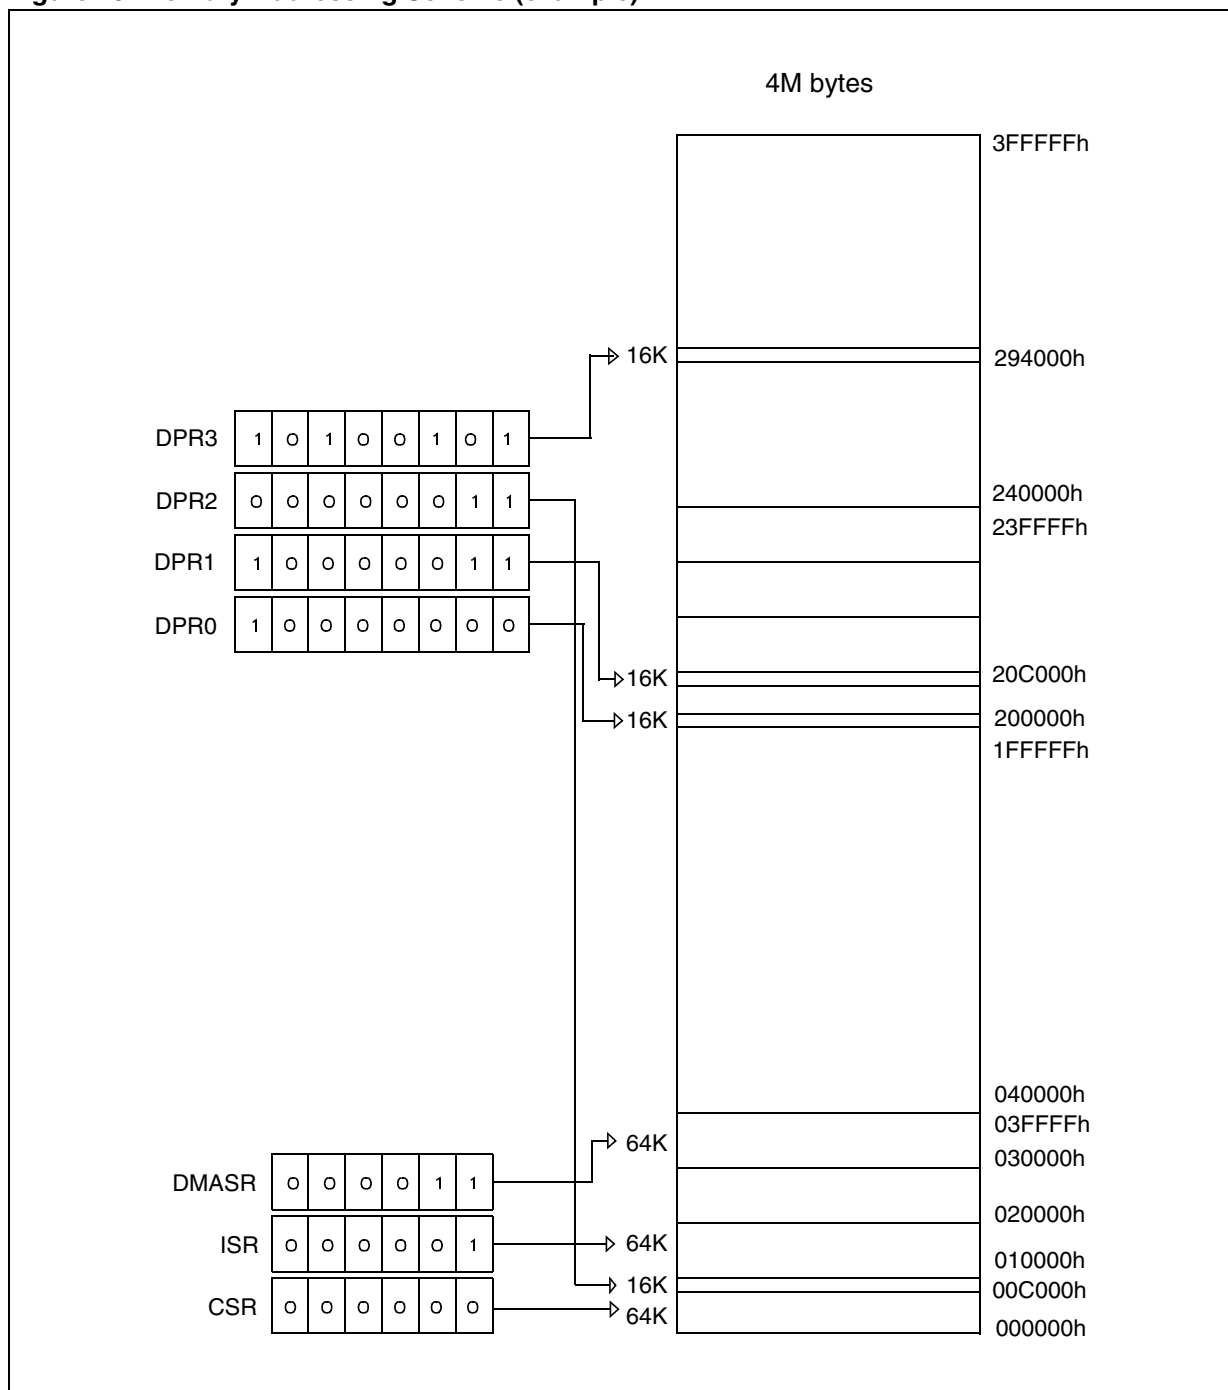 4M bytes
3FFFFFh
16K
294000h
DPR3 1 0 1 0 0 1 0 1
240000h
DPR2 0 0 0 0 0 0 1 1
23FFFFh
DPR1 1 0 0 0 0 0 1 1
DPR0 1 0 0 0 0 0 0 0
16K
20C000h
16K
200000h
1FFFFFh
040000h
03FFFFh
64K
030000h
DMASR 0 0 0 0 1 1
020000h
ISR 0 0 0 0 0 1
64K
010000h
16K
00C000h
CSR 0 0 0 0 0 0
64K
000000h